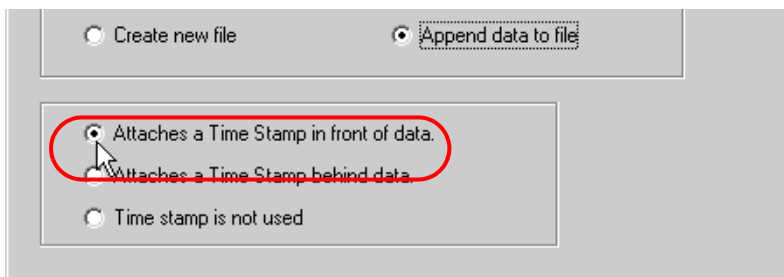 Create new file Append data to file
Attaches a Time Stamp in front of data.
Attaches a Time Stamp behind data.
Time stamp is not used